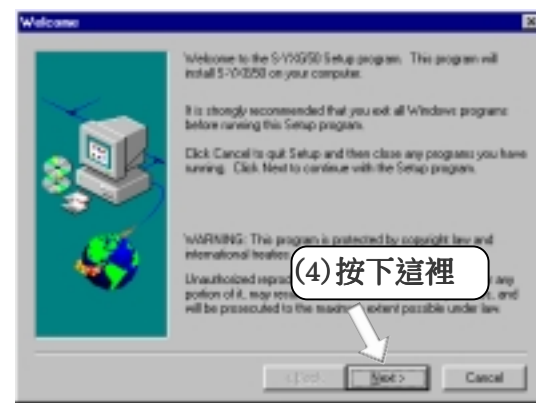 Welcome
Welcome to the S-YXG50 Setup program. This program will
install S-YXG50 on your computer.
It is strongly recommended that you exit all Windows programs
before running this Setup program.
Click Cancel to quit Setup and then close any programs you have
running. Click Next to continue with the Setup program.
WARNING: This program is protected by copyright law and
international treaties
(4)按下這裡
Unauthorized any
portion of it, may and
will be prosecuted to the maximum extent possible under law.
< Back
Next >
Cancel